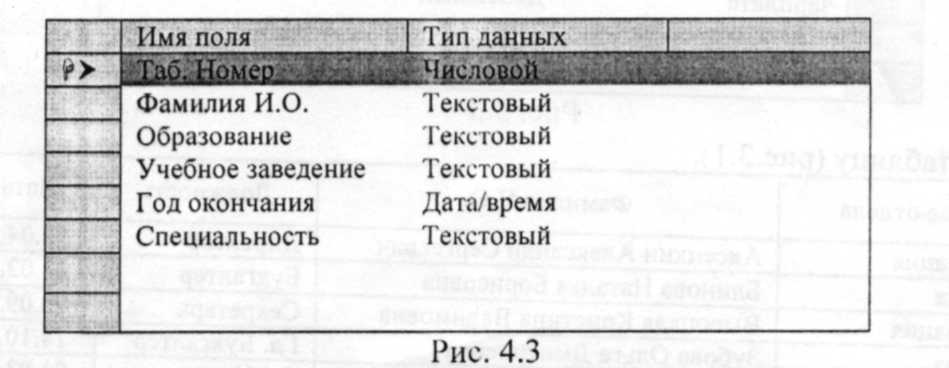 Имя поля Тип данных
Таб. Номер Числовой
Фамилия И.О. Текстовый
Образование Текстовый
Учебное заведение Текстовый
Год окончания Дата/время
Специальность Текстовый
Рис. 4.3